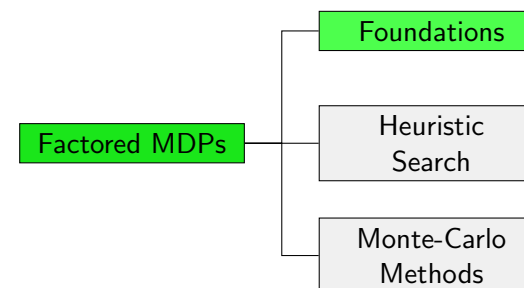 Foundations
Factored MDPs
Heuristic
Search
Monte-Carlo
Methods